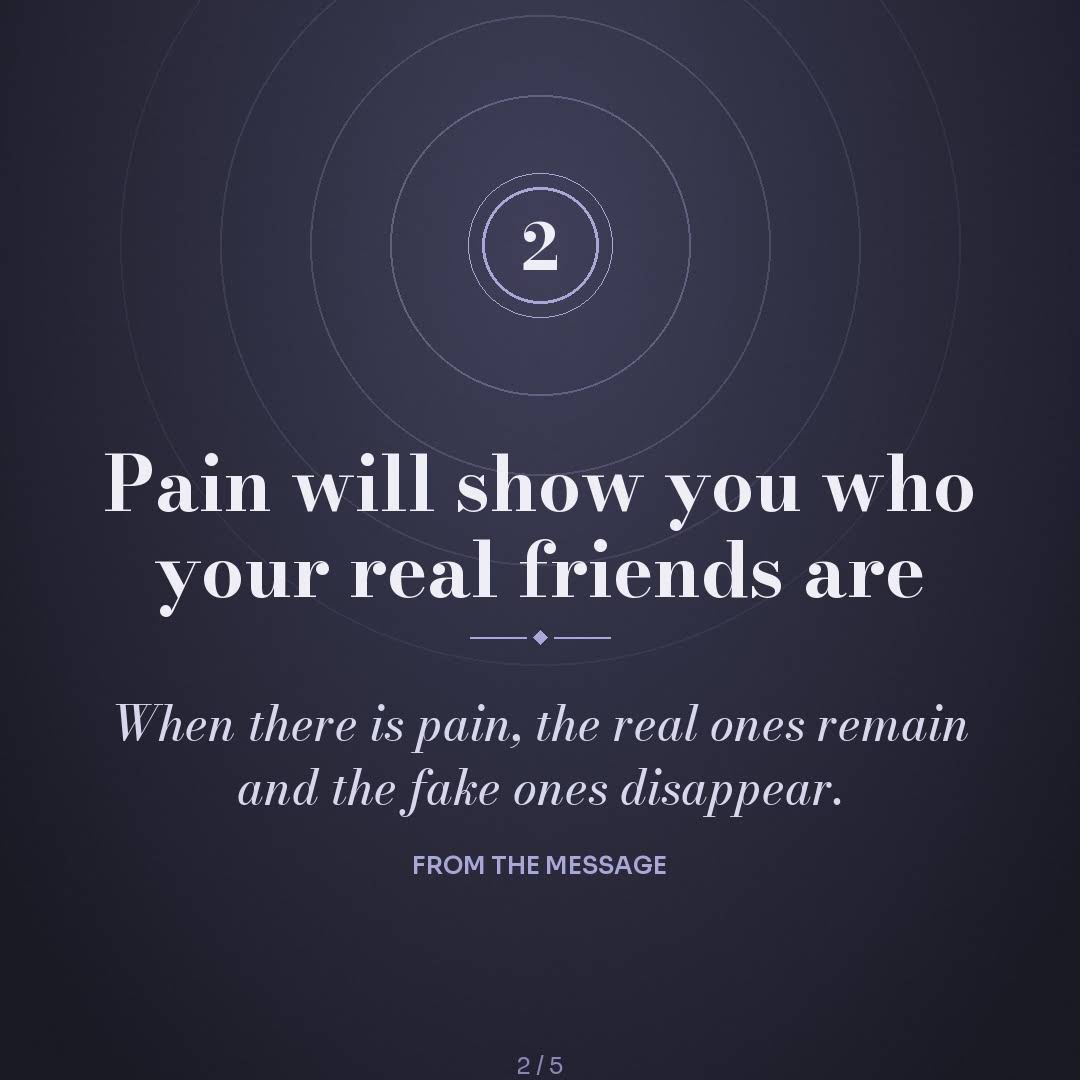 2
Pain will show you who
your real friends are
When there is pain, the real ones remain
and the fake ones disappear.
FROM THE MESSAGE
2 / 5